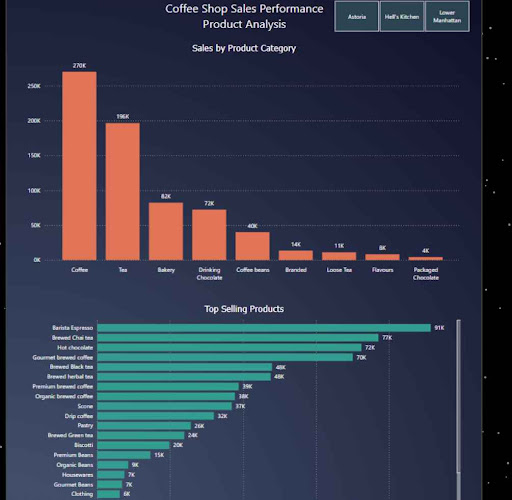 Coffee Shop Sales Performance
Product Analysis
Astoria
Hell's Kitchen
Lower
Manhattan
Sales by Product Category
270K
250K
196K
200K
150K
100K
82K
72K
50K
40K
14K
11K
8K
4K
0K
Coffee
Tea
Bakery
Drinking
Chocolate
Coffee beans
Branded
Loose Tea
Flavours
Packaged
Chocolate
Top Selling Products
Barista Espresso 91K
Brewed Chai tea 77K
Hot chocolate 72K
Gourmet brewed coffee 70K
Brewed Black tea 48K
Brewed herbal tea 48K
Premium brewed coffee 39K
Organic brewed coffee 38K
Scone 37K
Drip coffee 32K
Pastry 26K
Brewed Green tea 24K
Biscotti 20K
Premium Beans 15K
Organic Beans 9K
Housewares 7K
Gourmet Beans 7K
Clothing 6K